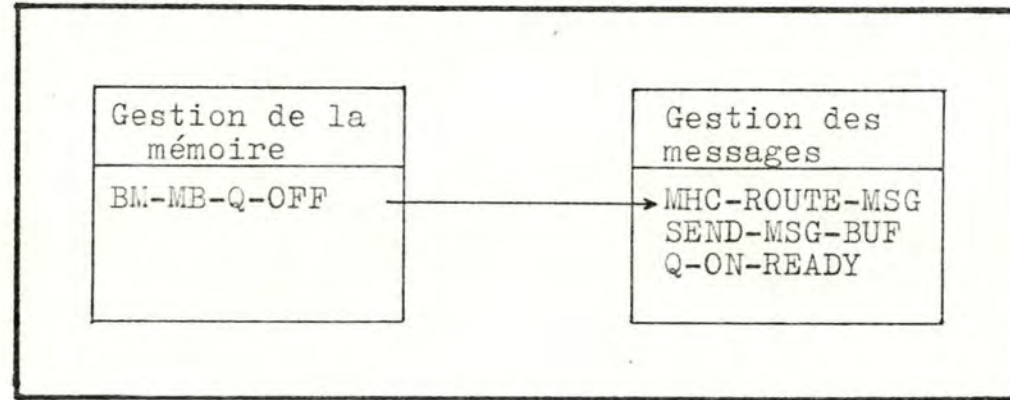 Gestion de la
mémoire
BM-MB-Q-OFF
Gestion des
messages
MHC-ROUTE-MSG
SEND-MSG-BUF
Q-ON-READY